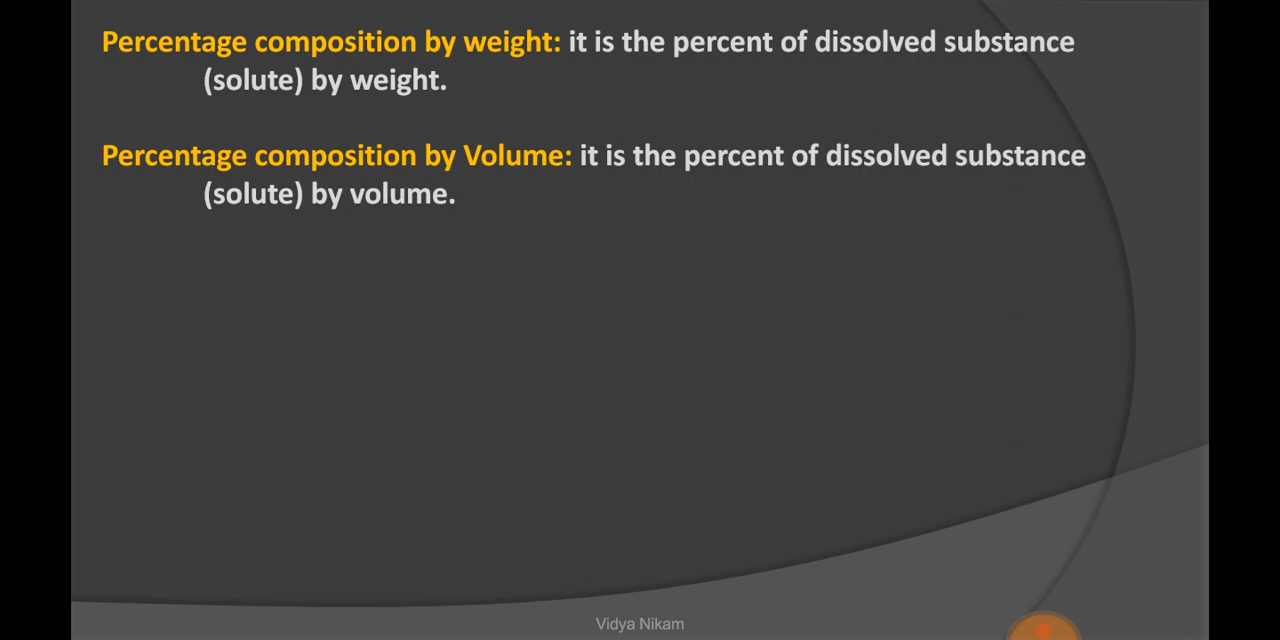 Percentage composition by weight: it is the percent of dissolved substance
(solute) by weight.
Percentage composition by Volume: it is the percent of dissolved substance
(solute) by volume.
Vidya Nikam